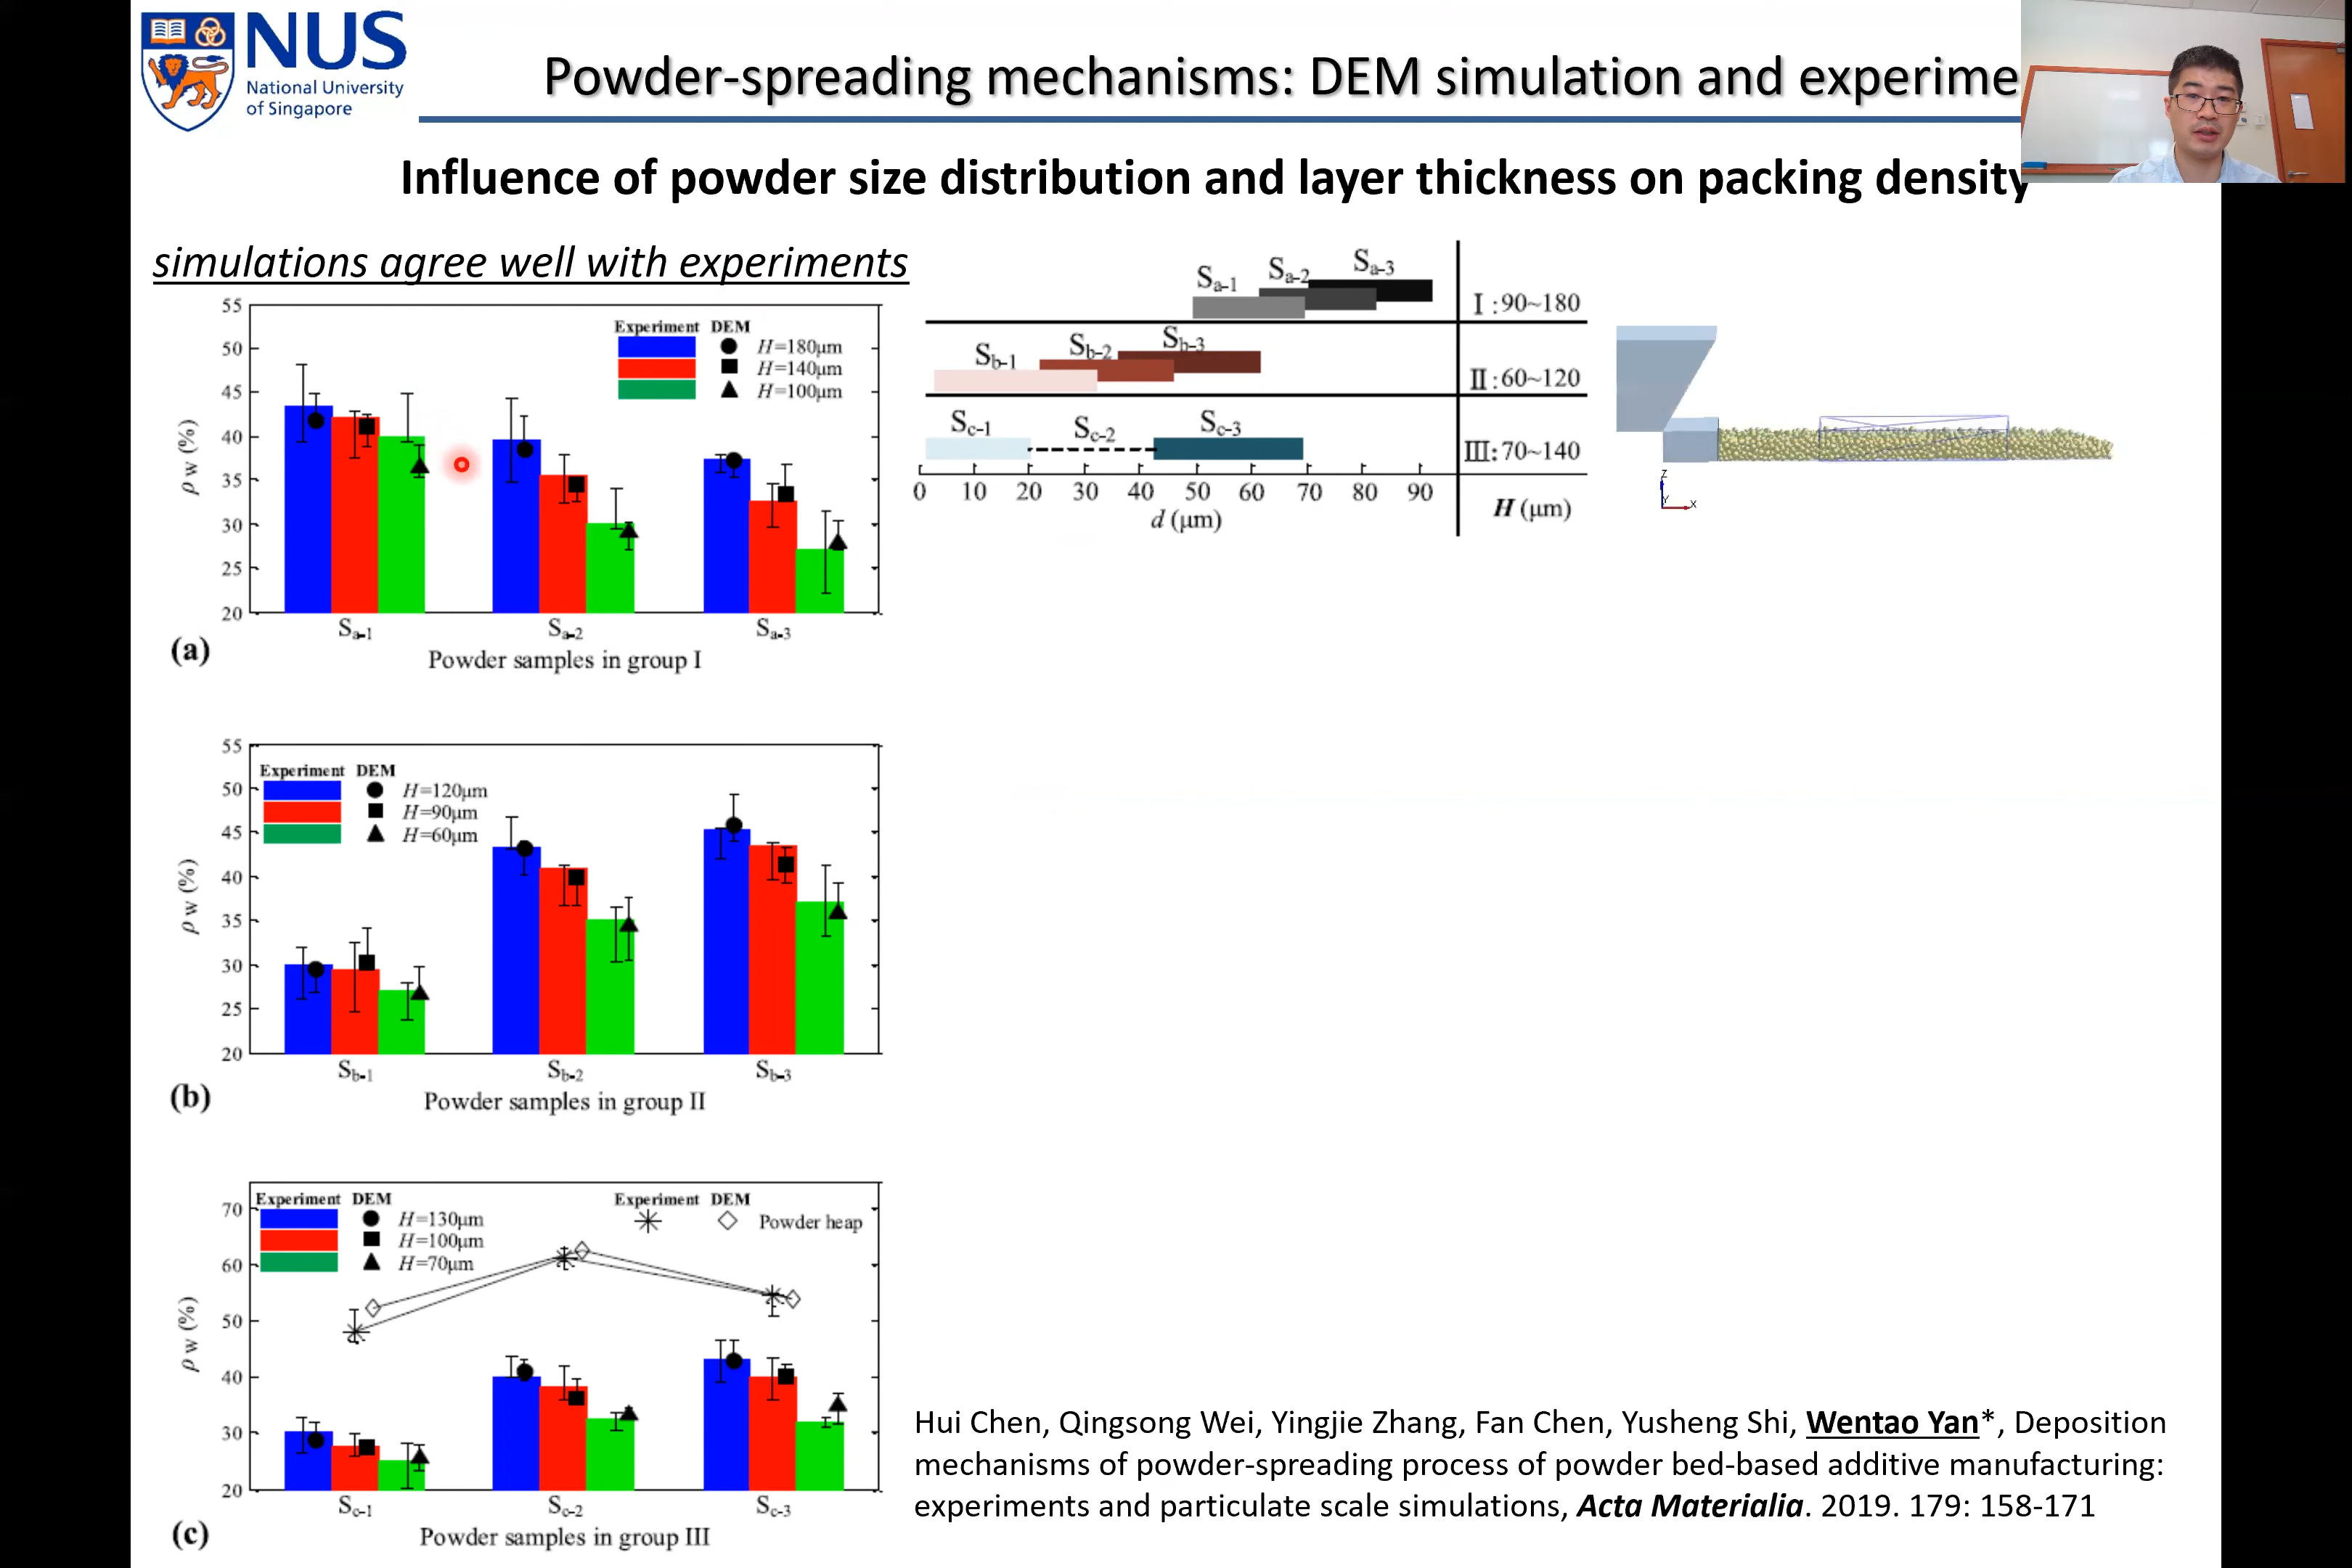 NUS
National University
of Singapore
Powder-spreading mechanisms: DEM simulation and experime
Influence of powder size distribution and layer thickness on packing density
simulations agree well with experiments
55
50
45
40
35
30
25
20
ρ w (%)
Experiment DEM
H=180μm
H=140μm
H=100μm
Sa-1 Sa-2 Sa-3
(a)
Powder samples in group I
Sa-1 Sa-2 Sa-3
I :90~180
Sb-1 Sb-2 Sb-3
II :60~120
Sc-1 Sc-2 Sc-3
III:70~140
0 10 20 30 40 50 60 70 80 90
d (μm)
H (μm)
Z
Y
X
55
50
45
40
35
30
25
20
ρ w (%)
Experiment DEM
H=120μm
H=90μm
H=60μm
Sb-1 Sb-2 Sb-3
(b)
Powder samples in group II
70
60
50
40
30
20
ρ w (%)
Experiment DEM
H=130μm
H=100μm
H=70μm
Experiment DEM
Powder heap
Sc-1 Sc-2 Sc-3
(c)
Powder samples in group III
Hui Chen, Qingsong Wei, Yingjie Zhang, Fan Chen, Yusheng Shi, Wentao Yan*, Deposition
mechanisms of powder-spreading process of powder bed-based additive manufacturing:
experiments and particulate scale simulations, Acta Materialia. 2019. 179: 158-171